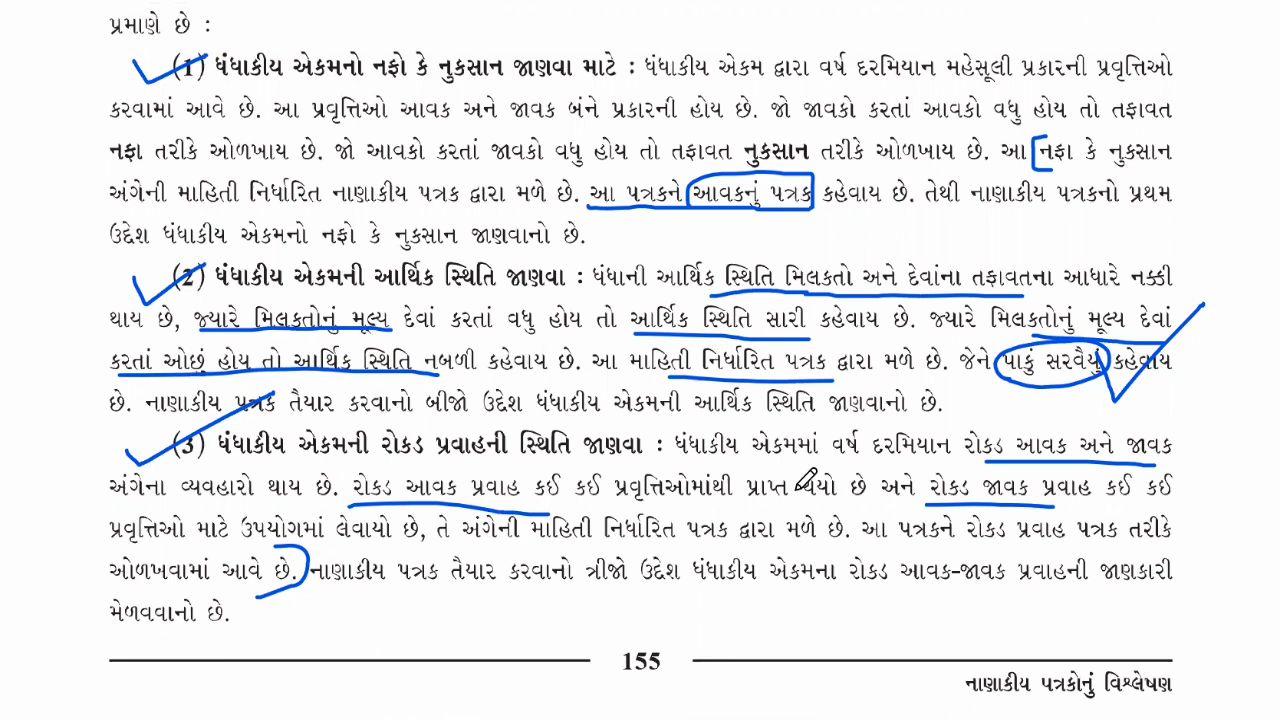 પ્રમાણે છે :
(1) ધંધાકીય એકમનો નફો કે નુકસાન જાણવા માટે : ધંધાકીય એકમ દ્વારા વર્ષ દરમિયાન મહેસૂલી પ્રકારની પ્રવૃત્તિઓ
કરવામાં આવે છે. આ પ્રવૃત્તિઓ આવક અને જાવક બંને પ્રકારની હોય છે. જો જાવકો કરતાં આવકો વધુ હોય તો તફાવત
નફા તરીકે ઓળખાય છે. જો આવકો કરતાં જાવકો વધુ હોય તો તફાવત નુકસાન તરીકે ઓળખાય છે. આ નફા કે નુકસાન
અંગેની માહિતી નિર્ધારિત નાણાકીય પત્રક દ્વારા મળે છે. આ પત્રકને આવકનું પત્રક કહેવાય છે. તેથી નાણાકીય પત્રકનો પ્રથમ
ઉદ્દેશ ધંધાકીય એકમનો નફો કે નુકસાન જાણવાનો છે.
(2) ધંધાકીય એકમની આર્થિક સ્થિતિ જાણવા : ધંધાની આર્થિક સ્થિતિ મિલકતો અને દેવાંના તફાવતના આધારે નક્કી
થાય છે, જ્યારે મિલકતોનું મૂલ્ય દેવાં કરતાં વધુ હોય તો આર્થિક સ્થિતિ સારી કહેવાય છે. જ્યારે મિલકતોનું મૂલ્ય દેવાં
કરતાં ઓછું હોય તો આર્થિક સ્થિતિ નબળી કહેવાય છે. આ માહિતી નિર્ધારિત પત્રક દ્વારા મળે છે. જેને પાકું સરવૈયું કહેવાય
છે. નાણાકીય પત્રક તૈયાર કરવાનો બીજો ઉદ્દેશ ધંધાકીય એકમની આર્થિક સ્થિતિ જાણવાનો છે.
(3) ધંધાકીય એકમની રોકડ પ્રવાહની સ્થિતિ જાણવા : ધંધાકીય એકમમાં વર્ષ દરમિયાન રોકડ આવક અને જાવક
અંગેના વ્યવહારો થાય છે. રોકડ આવક પ્રવાહ કઈ કઈ પ્રવૃત્તિઓમાંથી પ્રાપ્ત થયો છે અને રોકડ જાવક પ્રવાહ કઈ કઈ
પ્રવૃત્તિઓ માટે ઉપયોગમાં લેવાયો છે, તે અંગેની માહિતી નિર્ધારિત પત્રક દ્વારા મળે છે. આ પત્રકને રોકડ પ્રવાહ પત્રક તરીકે
ઓળખવામાં આવે છે. નાણાકીય પત્રક તૈયાર કરવાનો ત્રીજો ઉદ્દેશ ધંધાકીય એકમના રોકડ આવક-જાવક પ્રવાહની જાણકારી
મેળવવાનો છે.
155
નાણાકીય પત્રકોનું વિશ્લેષણ